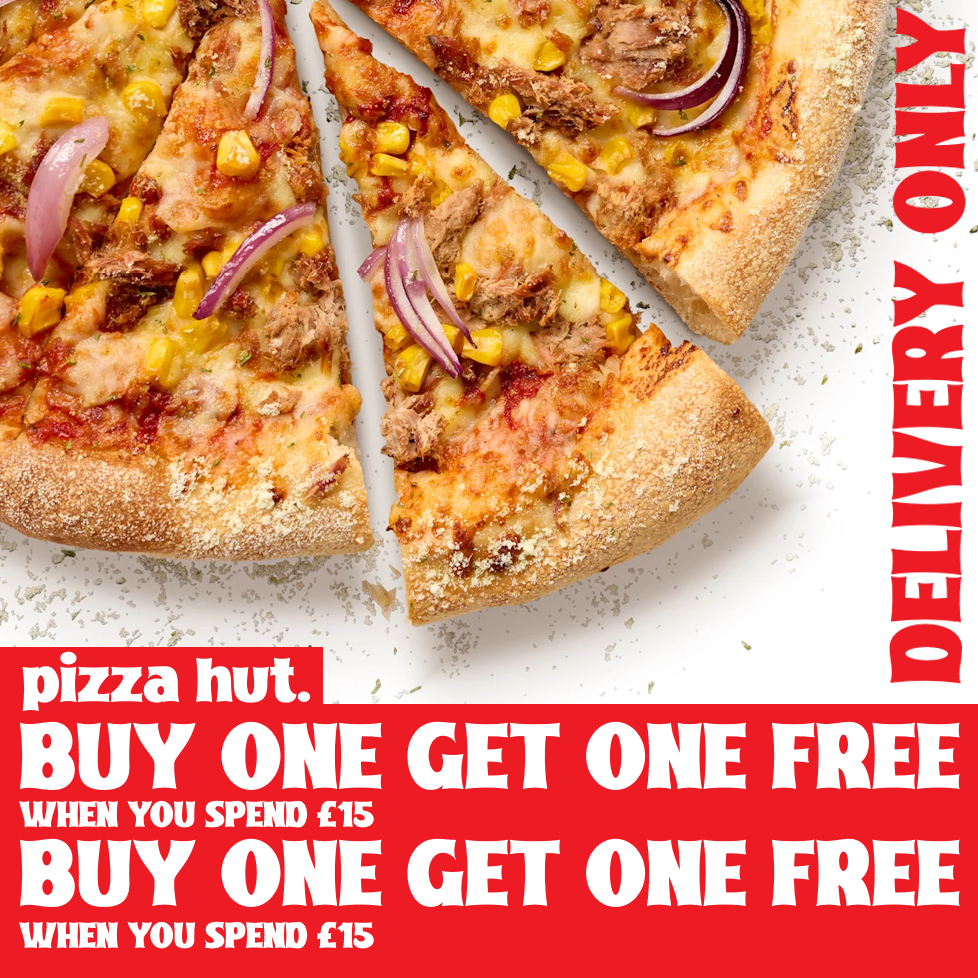 DELIVERY ONLY
pizza hut.
BUY ONE GET ONE FREE
WHEN YOU SPEND £15
BUY ONE GET ONE FREE
WHEN YOU SPEND £15